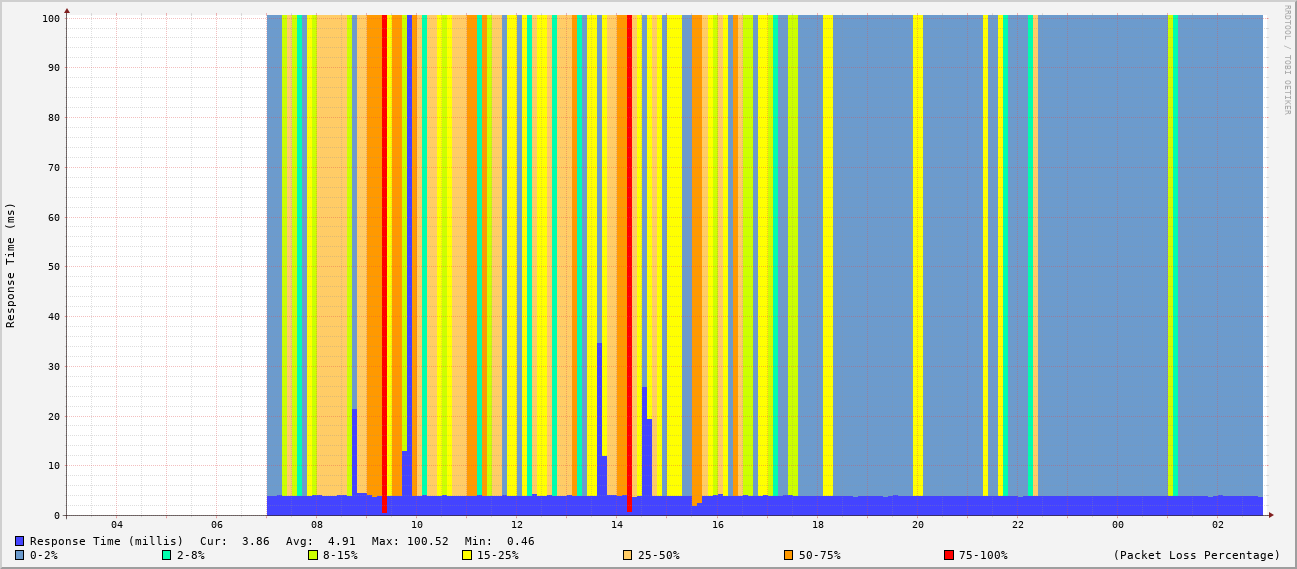 RRDTOOL / TOBI OETIKER
100
90
80
70
60
50
40
30
20
10
0
Response Time (ms)
04 06 08 10 12 14 16 18 20 22 00 02
Response Time (millis) Cur: 3.86 Avg: 4.91 Max: 100.52 Min: 0.46
0-2% 2-8% 8-15% 15-25% 25-50% 50-75% 75-100% (Packet Loss Percentage)